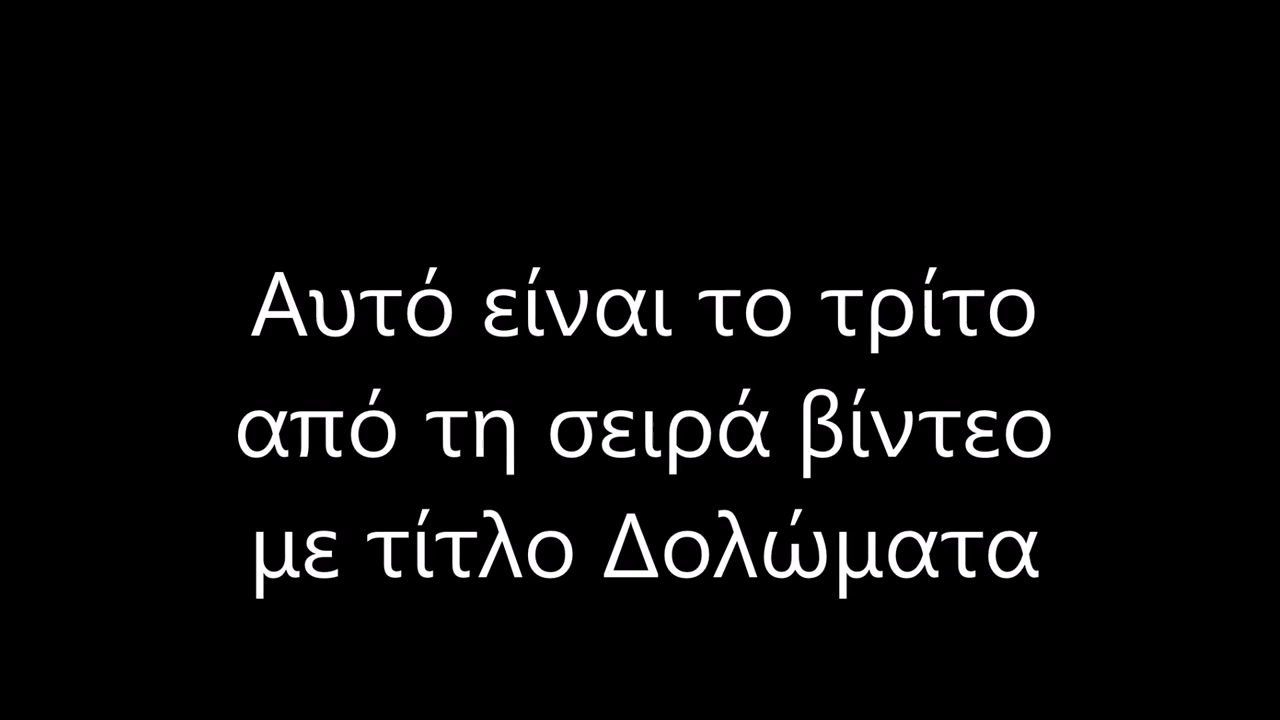 Αυτό είναι το τρίτο
από τη σειρά βίντεο
με τίτλο Δολώματα